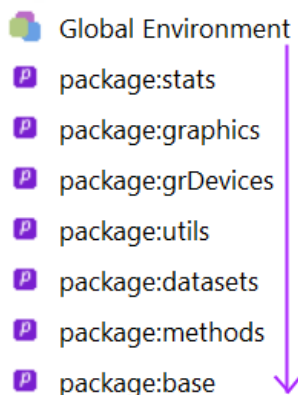 Global Environment
package:stats
package:graphics
package:grDevices
package:utils
package:datasets
package:methods
package:base